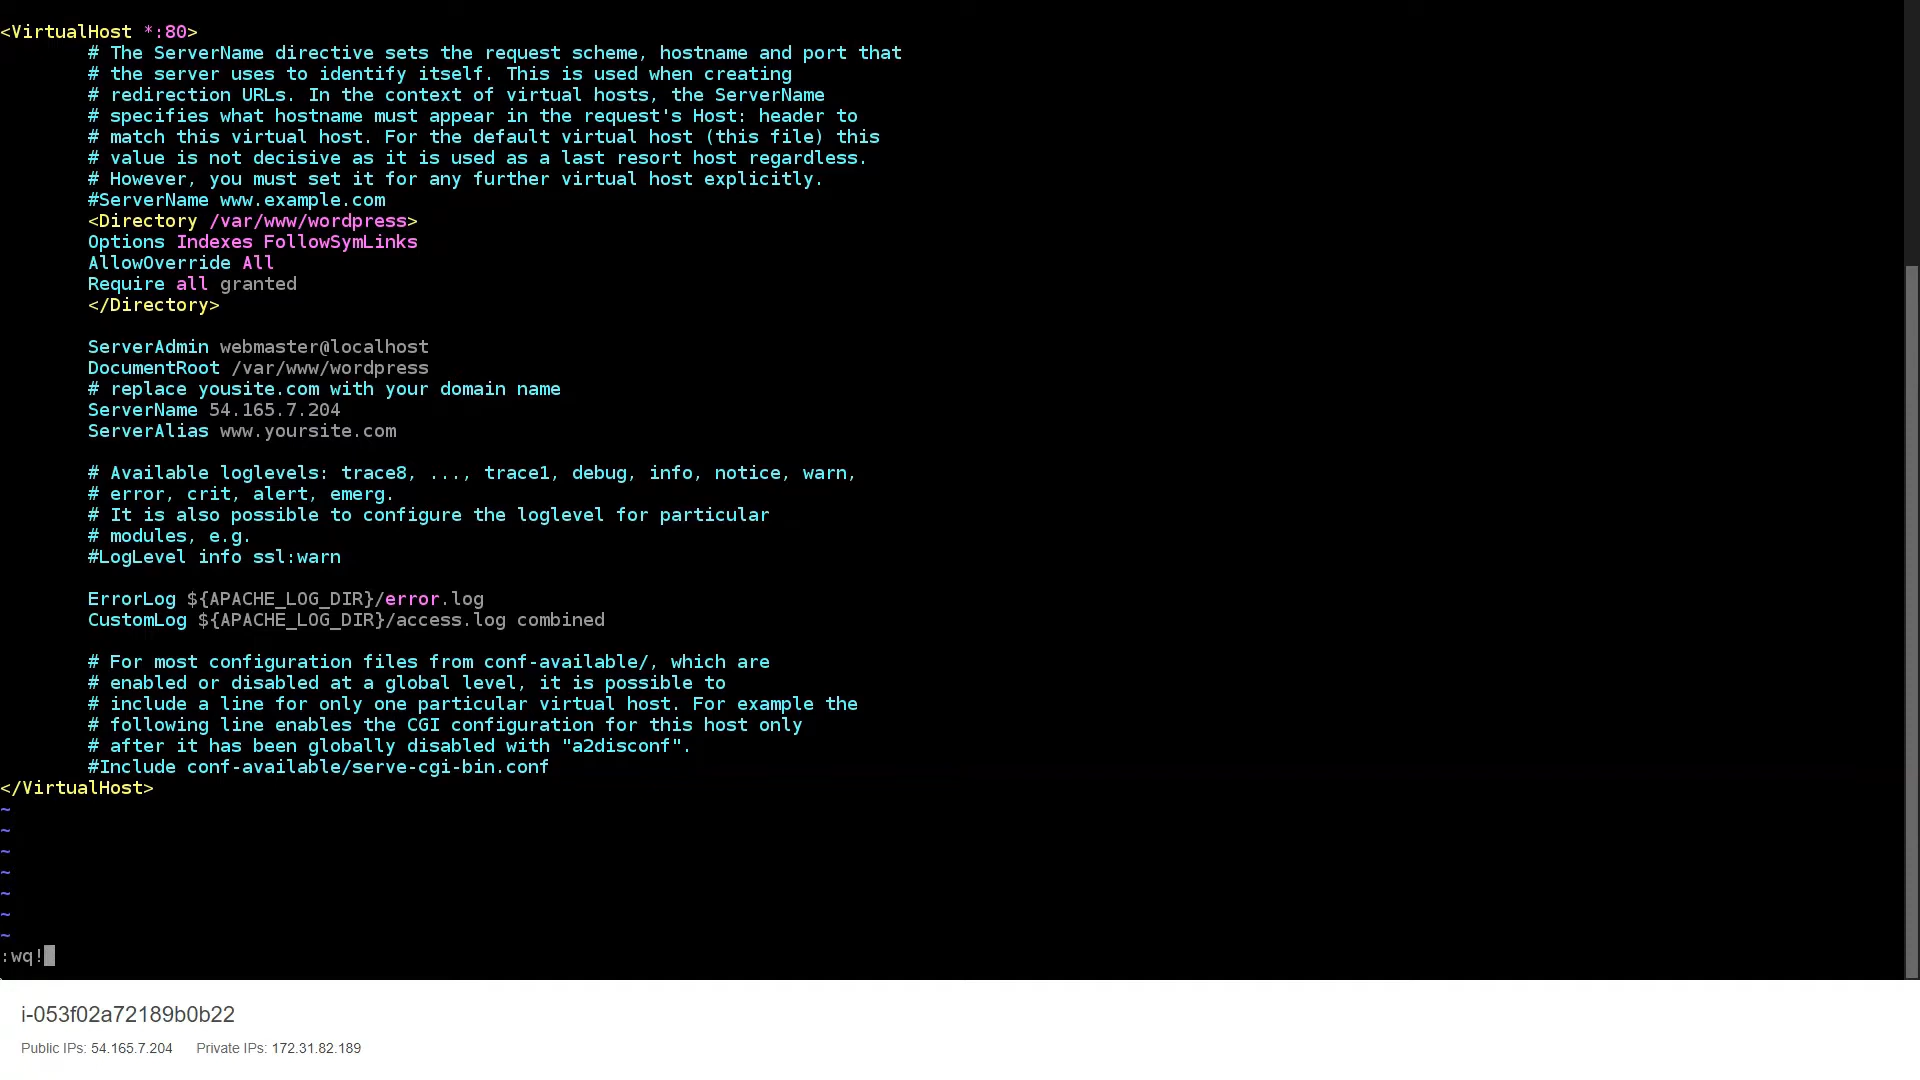 <VirtualHost *:80>
# The ServerName directive sets the request scheme, hostname and port that
# the server uses to identify itself. This is used when creating
# redirection URLs. In the context of virtual hosts, the ServerName
# specifies what hostname must appear in the request's Host: header to
# match this virtual host. For the default virtual host (this file) this
# value is not decisive as it is used as a last resort host regardless.
# However, you must set it for any further virtual host explicitly.
#ServerName www.example.com
<Directory /var/www/wordpress>
Options Indexes FollowSymLinks
AllowOverride All
Require all granted
</Directory>
ServerAdmin webmaster@localhost
DocumentRoot /var/www/wordpress
# replace yousite.com with your domain name
ServerName 54.165.7.204
ServerAlias www.yoursite.com
# Available loglevels: trace8, ..., trace1, debug, info, notice, warn,
# error, crit, alert, emerg.
# It is also possible to configure the loglevel for particular
# modules, e.g.
#LogLevel info ssl:warn
ErrorLog ${APACHE_LOG_DIR}/error.log
CustomLog ${APACHE_LOG_DIR}/access.log combined
# For most configuration files from conf-available/, which are
# enabled or disabled at a global level, it is possible to
# include a line for only one particular virtual host. For example the
# following line enables the CGI configuration for this host only
# after it has been globally disabled with "a2disconf".
#Include conf-available/serve-cgi-bin.conf
</VirtualHost>
~
~
~
~
~
~
~
:wq!
i-053f02a72189b0b22
Public IPs: 54.165.7.204 Private IPs: 172.31.82.189